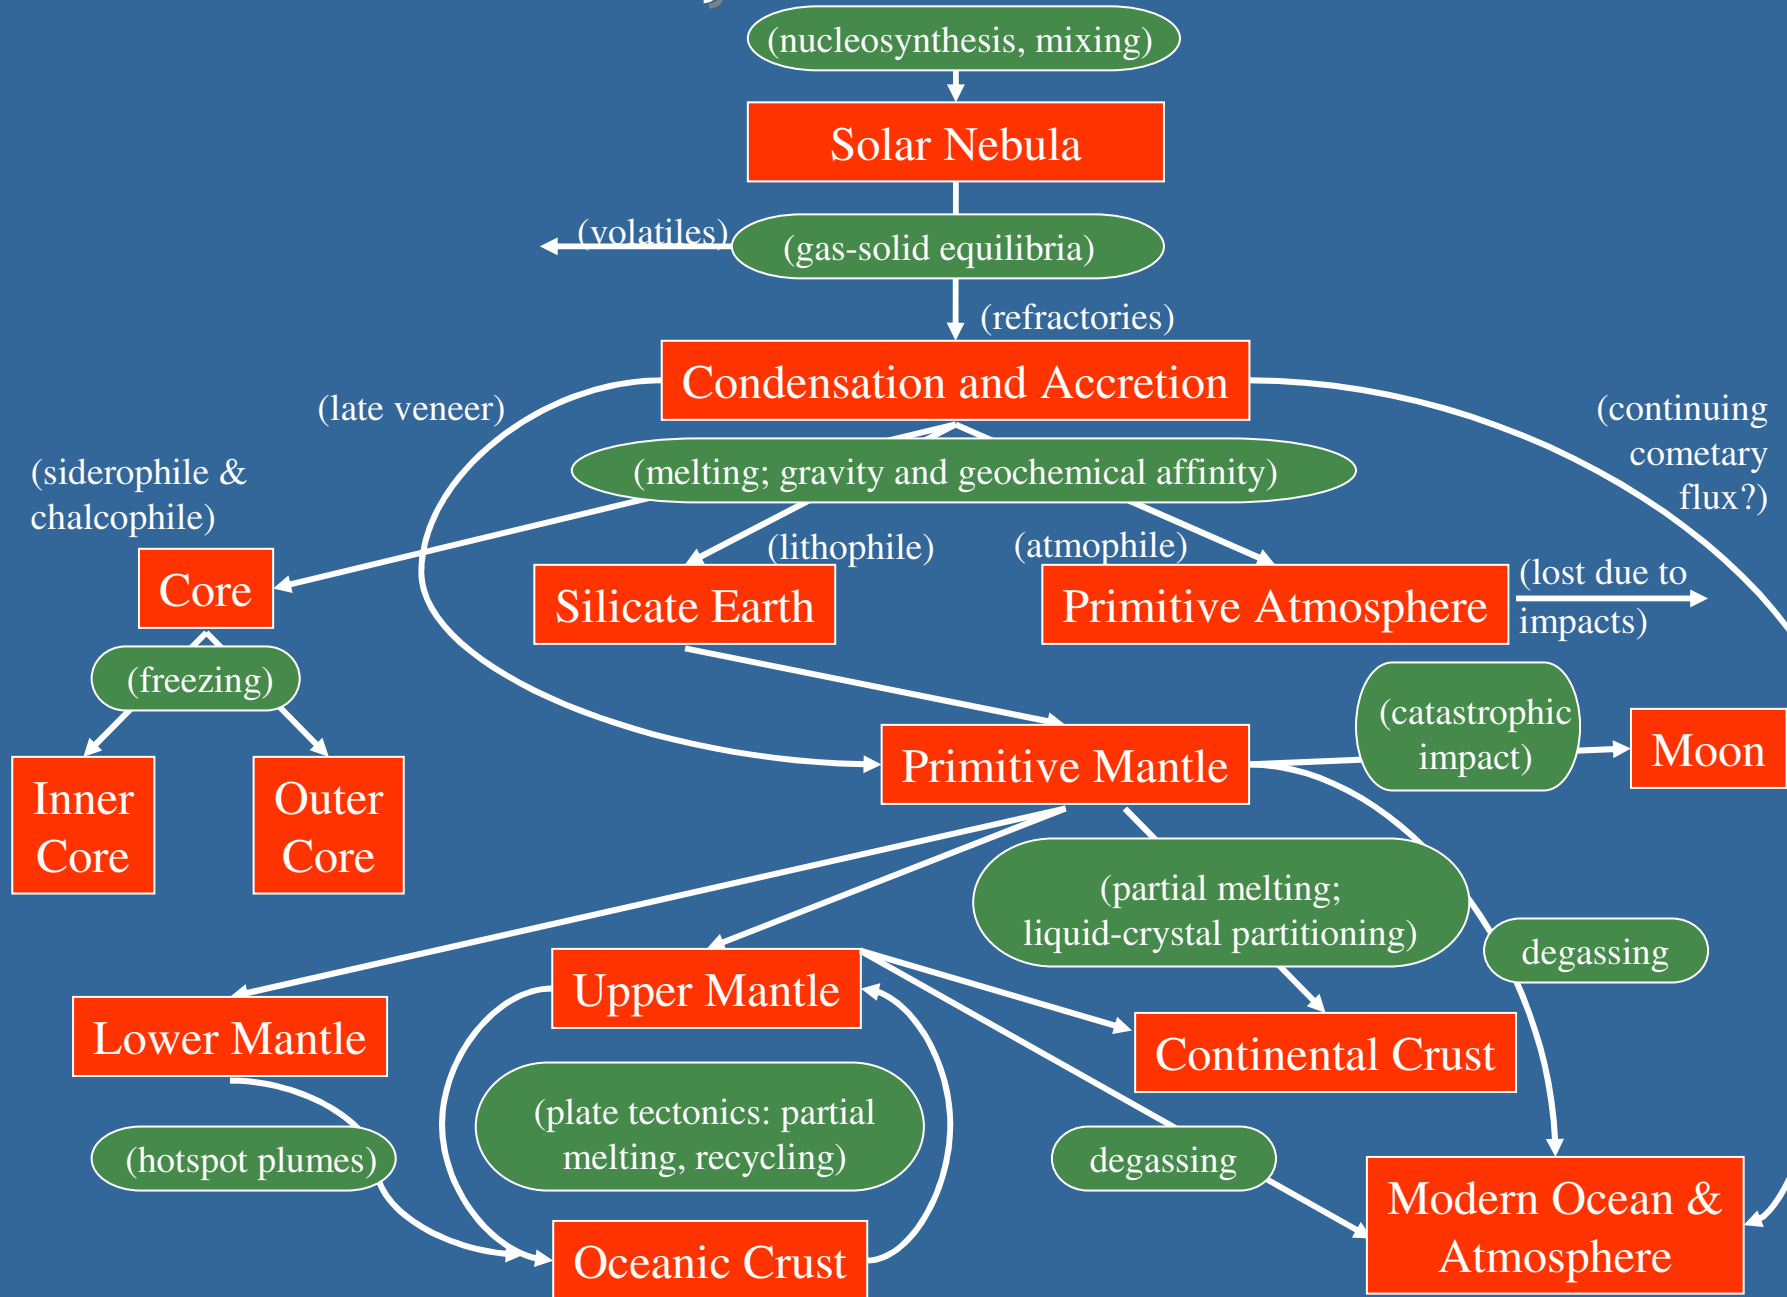 (nucleosynthesis, mixing)
Solar Nebula
(volatiles)
(gas-solid equilibria)
(refractories)
Condensation and Accretion
(late veneer)
(continuing
cometary
flux?)
(melting; gravity and geochemical affinity)
(siderophile &
chalcophile)
(lithophile)
(atmophile)
Core
Silicate Earth
Primitive Atmosphere
(lost due to
impacts)
(freezing)
(catastrophic
impact)
Primitive Mantle
Moon
Inner
Core
Outer
Core
(partial melting;
liquid-crystal partitioning)
degassing
Upper Mantle
Lower Mantle
Continental Crust
(plate tectonics: partial
melting, recycling)
(hotspot plumes)
degassing
Modern Ocean &
Atmosphere
Oceanic Crust